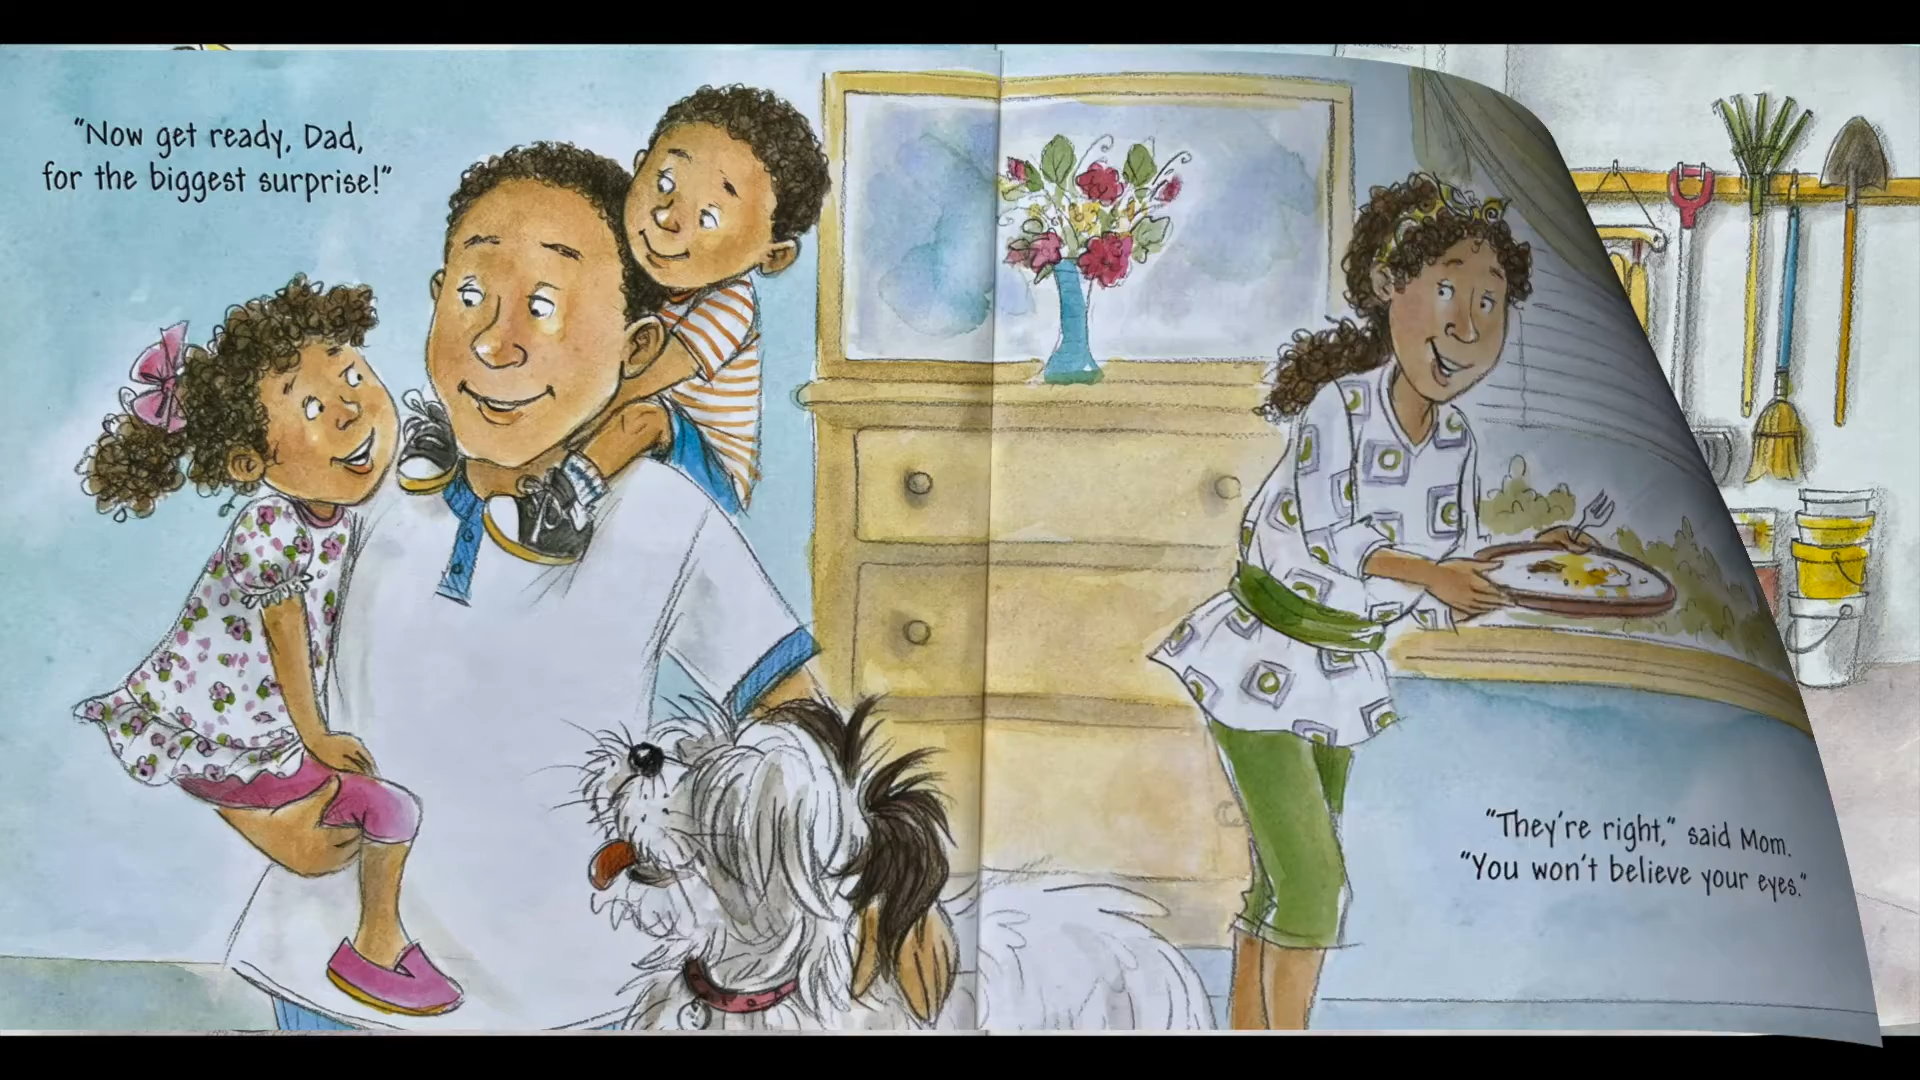 “Now get ready, Dad,
for the biggest surprise!”
“They’re right,” said Mom.
“You won’t believe your eyes.”